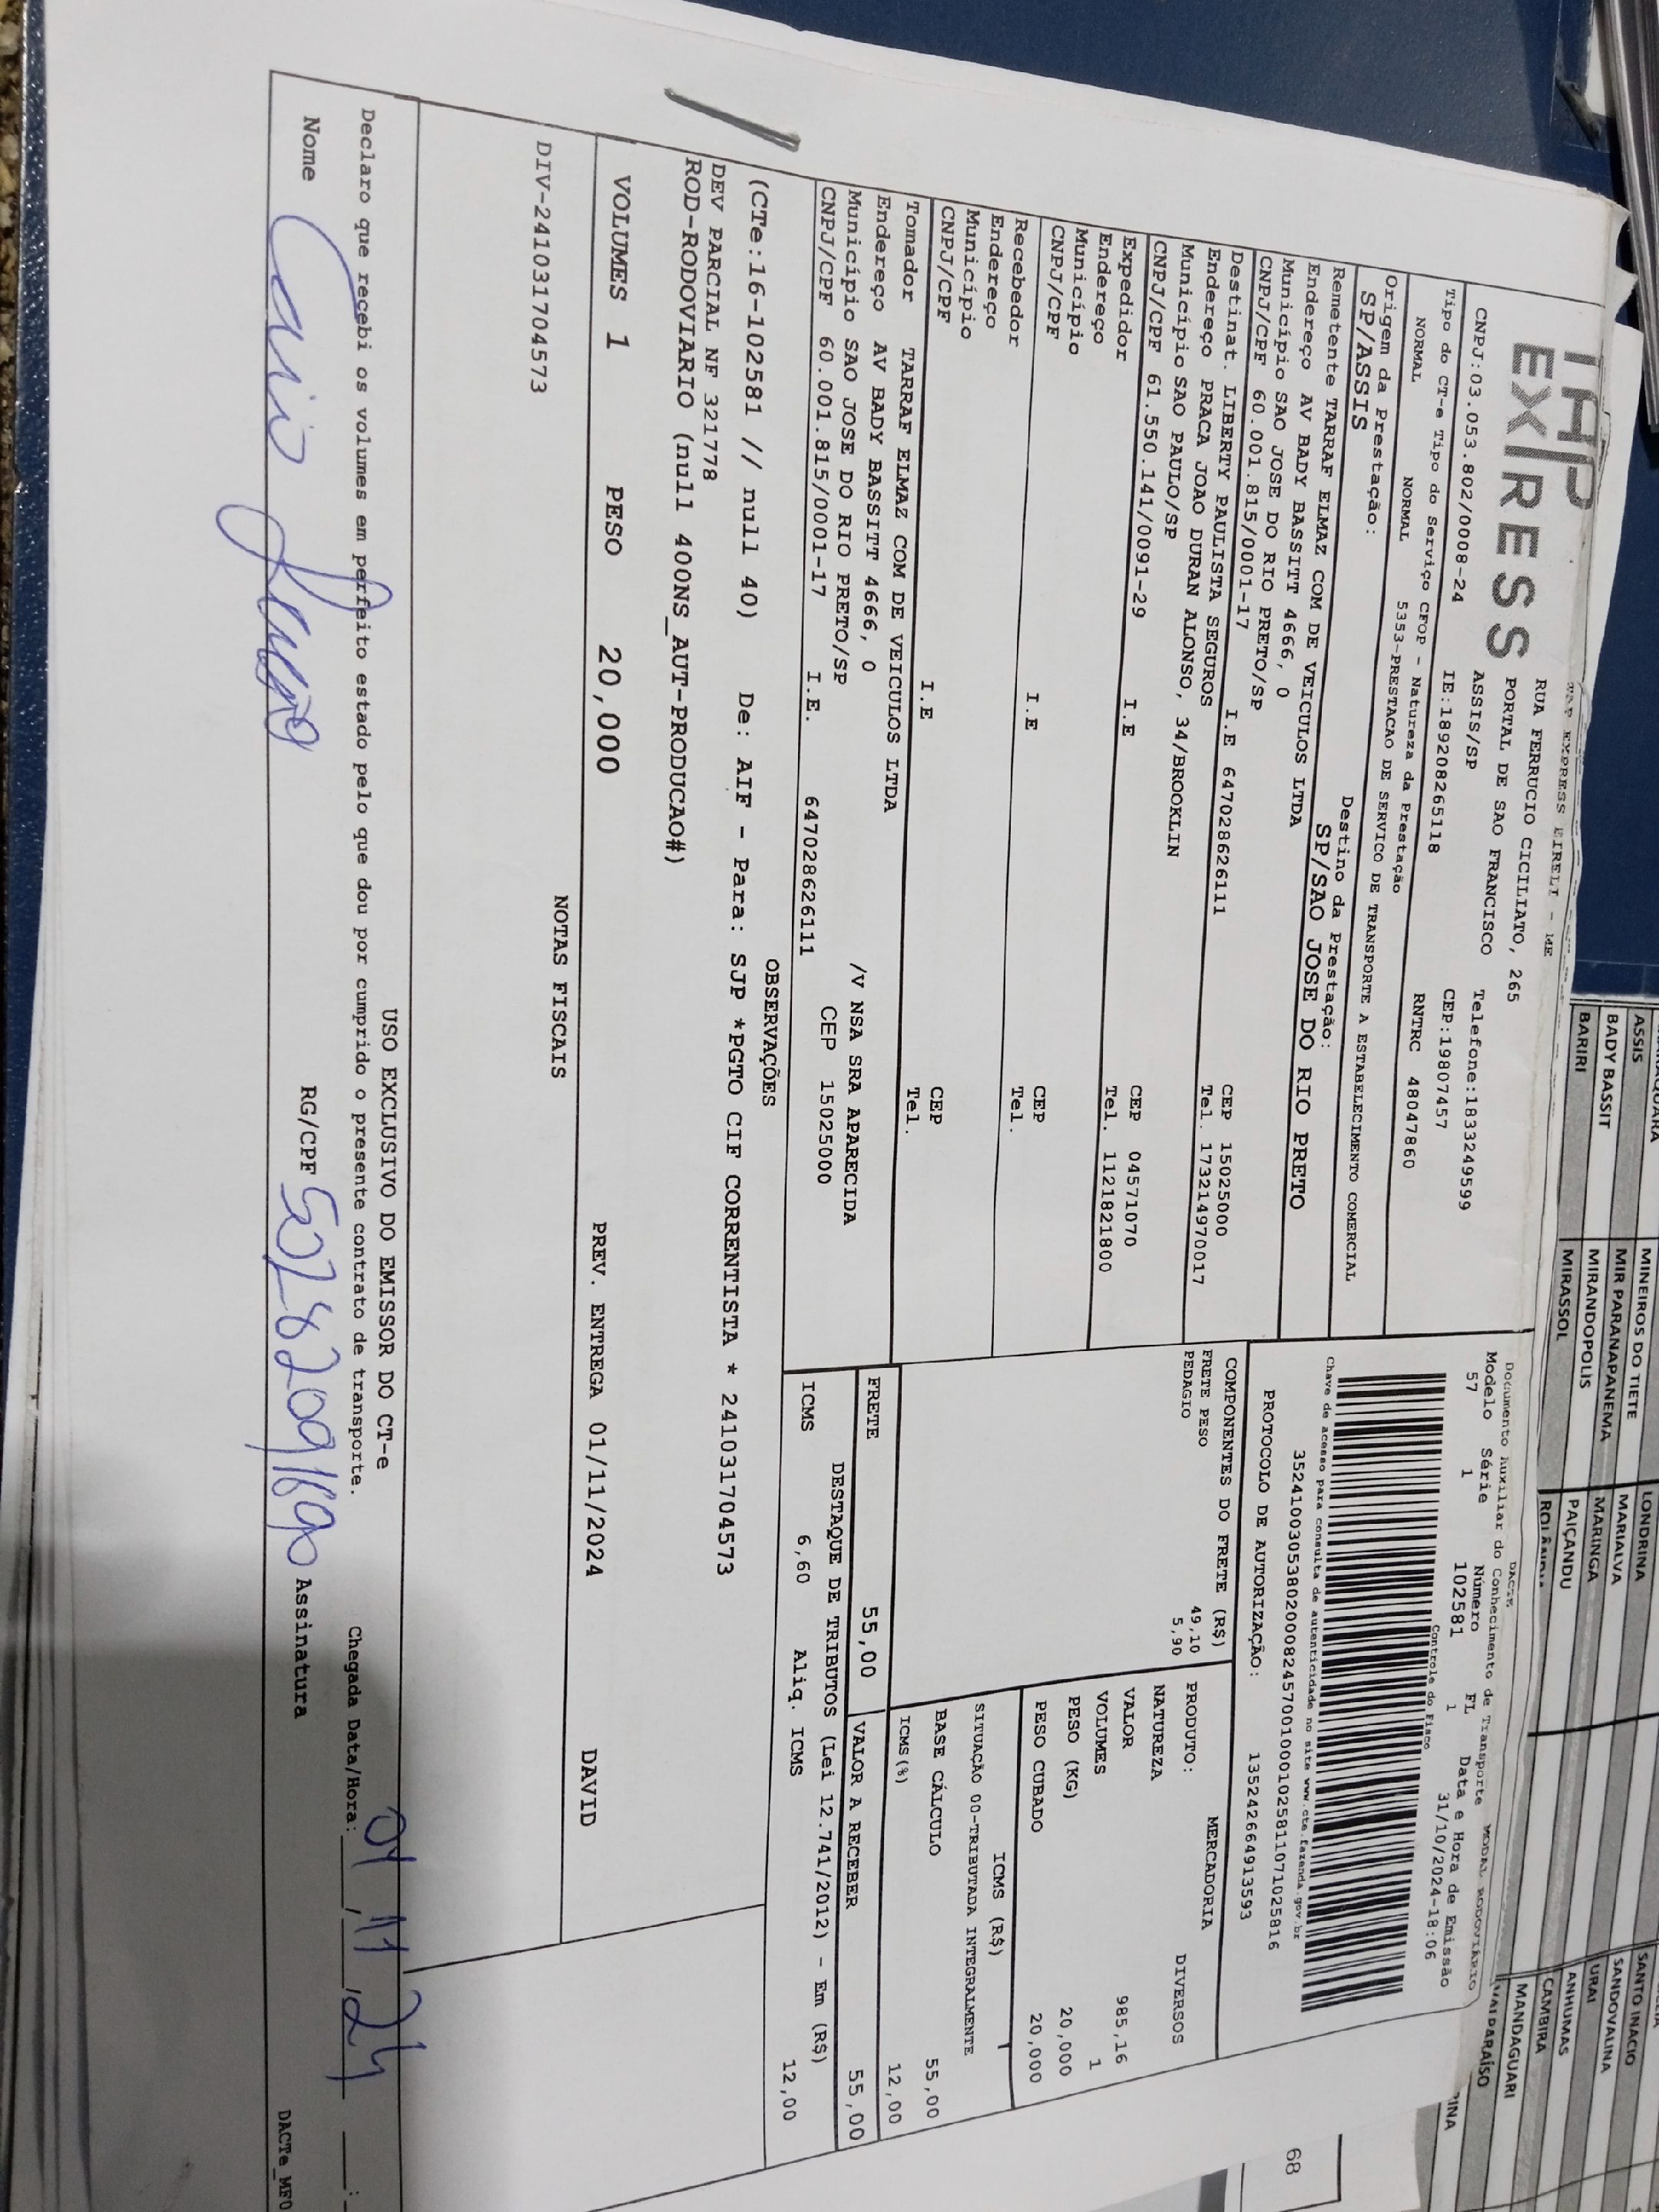 TAP
EXPRESS
TAP EXPRESS EIRELI - ME
RUA FERRUCIO CICILIATO, 265
PORTAL DE SAO FRANCISCO
ASSIS/SP
Telefone:1833249599
CNPJ:03.053.802/0008-24 IE:189208265118 CEP:19807457
Tipo do CT-e Tipo do Serviço CFOP - Natureza da Prestação RNTRC 48047860
NORMAL NORMAL 5353-PRESTACAO DE SERVICO DE TRANSPORTE A ESTABELECIMENTO COMERCIAL
Origem da Prestação: Destino da Prestação:
SP/ASSIS SP/SAO JOSE DO RIO PRETO
Remetente TARRAF ELMAZ COM DE VEICULOS LTDA
Endereço AV BADY BASSITT 4666, 0
Município SAO JOSE DO RIO PRETO/SP CEP 15025000
CNPJ/CPF 60.001.815/0001-17 I.E 647028626111 Tel. 173214970017
Destinat. LIBERTY PAULISTA SEGUROS
Endereço PRACA JOAO DURAN ALONSO, 34/BROOKLIN
Município SAO PAULO/SP CEP 04571070
CNPJ/CPF 61.550.141/0091-29 I.E Tel. 1121821800
Expedidor
Endereço
Município CEP
CNPJ/CPF I.E Tel.
Recebedor
Endereço
Município CEP
CNPJ/CPF I.E Tel.
Tomador TARRAF ELMAZ COM DE VEICULOS LTDA
Endereço AV BADY BASSITT 4666, 0 /V NSA SRA APARECIDA
Município SAO JOSE DO RIO PRETO/SP CEP 15025000
CNPJ/CPF 60.001.815/0001-17 I.E. 647028626111
DACTE
Documento Auxiliar do Conhecimento de Transporte MODAL RODOVIÁRIO
Modelo Série Número FL Data e Hora de Emissão
57 1 102581 1 31/10/2024-18:06
Controle do Fisco
Chave de acesso para consulta de autenticidade no site www.cte.fazenda.gov.br
35241003053802000824570010001025811071025816
PROTOCOLO DE AUTORIZAÇÃO: 135242664913593
COMPONENTES DO FRETE (R$)
FRETE PESO 49,10
PEDAGIO 5,90
MERCADORIA
PRODUTO: DIVERSOS
NATUREZA
VALOR 985,16
VOLUMES 1
PESO (KG) 20,000
PESO CUBADO 20,000
ICMS (R$)
SITUAÇÃO 00-TRIBUTADA INTEGRALMENTE
BASE CÁLCULO 55,00
ICMS(%) 12,00
FRETE 55,00 VALOR A RECEBER 55,00
DESTAQUE DE TRIBUTOS (Lei 12.741/2012) - Em (R$)
ICMS 6,60 Aliq. ICMS 12,00
OBSERVAÇÕES
(CTe:16-102581 // null 40) De: AIF - Para: SJP *PGTO CIF CORRENTISTA * 241031704573
DEV PARCIAL NF 321778
ROD-RODOVIARIO (null 400NS_AUT-PRODUCAO#)
VOLUMES 1 PESO 20,000 PREV. ENTREGA 01/11/2024 DAVID
NOTAS FISCAIS
DIV-241031704573
USO EXCLUSIVO DO EMISSOR DO CT-e
Declaro que recebi os volumes em perfeito estado pelo que dou por cumprido o presente contrato de transporte.
Chegada Data/Hora: 01/11/24
Nome Caio RG/CPF Assinatura
DACTe_MF0
ASSIS
BADY BASSIT
BARIRI
MINEIROS DO TIETE
MIR PARANAPANEMA
MIRANDOPOLIS
MIRASSOL
LONDRINA
MARIALVA
MARINGA
PAIÇANDU
SANTO INACIO
SANDOVALINA
URAI
ANHUMAS
CAMBIRA
MANDAGUARI
68